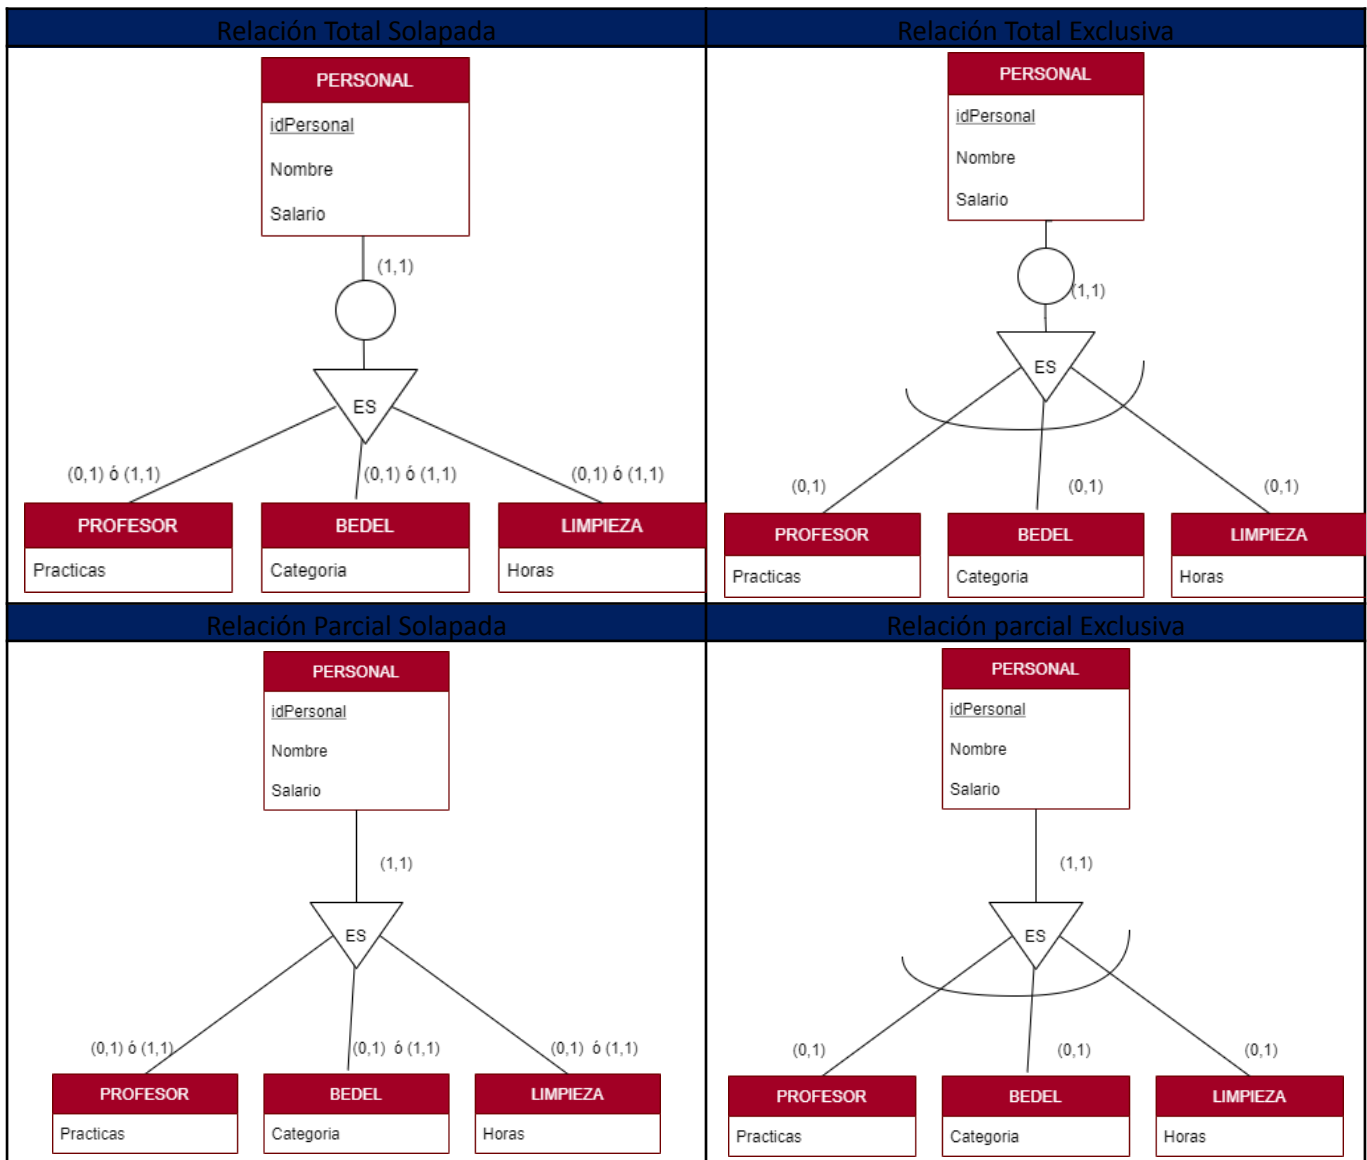 Relación Total Solapada
PERSONAL
idPersonal
Nombre
Salario
(1,1)
ES
(0,1) ó (1,1)
(0,1) ó (1,1)
(0,1) ó (1,1)
PROFESOR
Practicas
BEDEL
Categoria
LIMPIEZA
Horas
Relación Total Exclusiva
PERSONAL
idPersonal
Nombre
Salario
(1,1)
ES
(0,1)
(0,1)
(0,1)
PROFESOR
Practicas
BEDEL
Categoria
LIMPIEZA
Horas
Relación Parcial Solapada
PERSONAL
idPersonal
Nombre
Salario
(1,1)
ES
(0,1) ó (1,1)
(0,1) ó (1,1)
(0,1) ó (1,1)
PROFESOR
Practicas
BEDEL
Categoria
LIMPIEZA
Horas
Relación parcial Exclusiva
PERSONAL
idPersonal
Nombre
Salario
(1,1)
ES
(0,1)
(0,1)
(0,1)
PROFESOR
Practicas
BEDEL
Categoria
LIMPIEZA
Horas